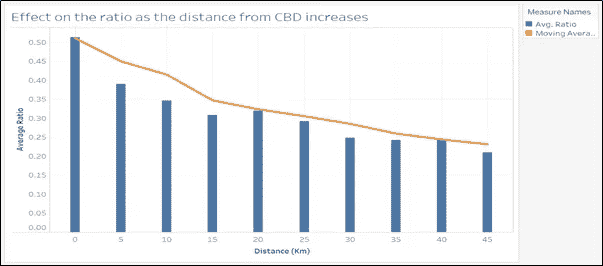 Effect on the ratio as the distance from CBD increases
Measure Names
Avg. Ratio
Moving Avera..
Average Ratio
0.50
0.45
0.40
0.35
0.30
0.25
0.20
0.15
0.10
0.05
0.00
0 5 10 15 20 25 30 35 40 45
Distance (Km)